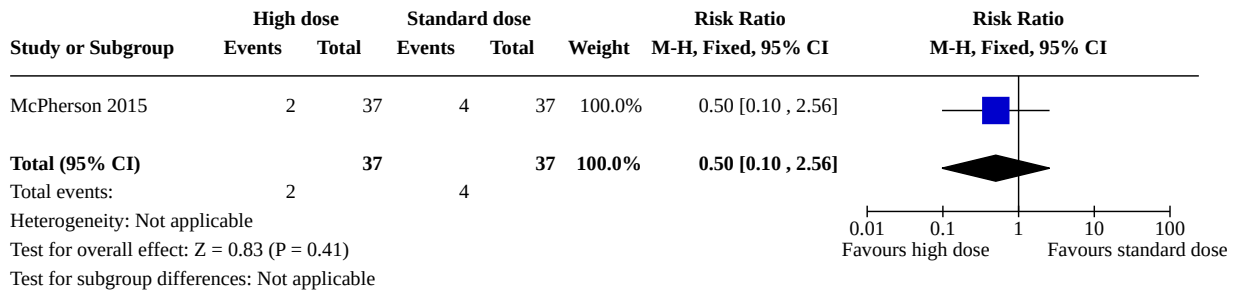 High dose Standard dose Risk Ratio Risk Ratio
Study or Subgroup Events Total Events Total Weight M-H, Fixed, 95% CI M-H, Fixed, 95% CI
McPherson 2015 2 37 4 37 100.0% 0.50 [0.10 , 2.56]
Total (95% CI) 37 37 100.0% 0.50 [0.10 , 2.56]
Total events: 2 4
Heterogeneity: Not applicable
0.01 0.1 1 10 100
Test for overall effect: Z = 0.83 (P = 0.41) Favours high dose Favours standard dose
Test for subgroup differences: Not applicable